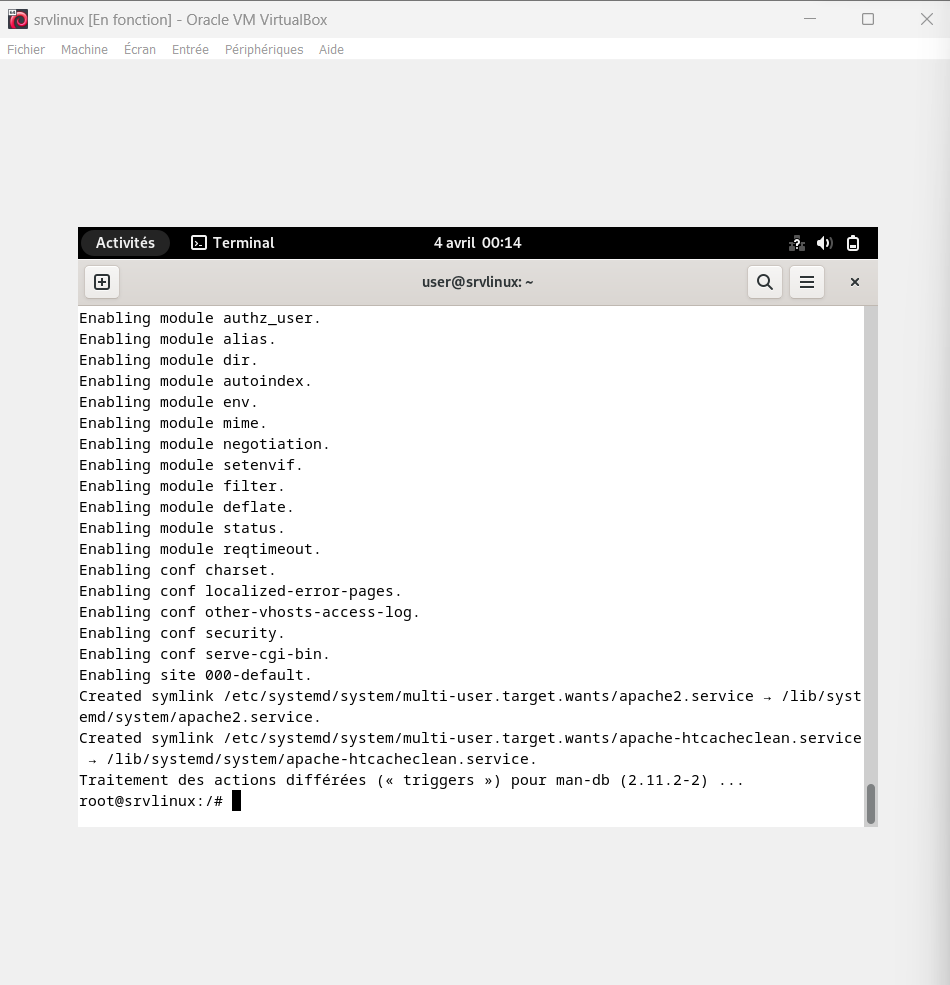 srvlinux [En fonction] - Oracle VM VirtualBox
Fichier Machine Écran Entrée Périphériques Aide
Activités Terminal 4 avril 00:14
user@srvlinux: ~
Enabling module authz_user.
Enabling module alias.
Enabling module dir.
Enabling module autoindex.
Enabling module env.
Enabling module mime.
Enabling module negotiation.
Enabling module setenvif.
Enabling module filter.
Enabling module deflate.
Enabling module status.
Enabling module reqtimeout.
Enabling conf charset.
Enabling conf localized-error-pages.
Enabling conf other-vhosts-access-log.
Enabling conf security.
Enabling conf serve-cgi-bin.
Enabling site 000-default.
Created symlink /etc/systemd/system/multi-user.target.wants/apache2.service → /lib/syst
emd/system/apache2.service.
Created symlink /etc/systemd/system/multi-user.target.wants/apache-htcacheclean.service
 → /lib/systemd/system/apache-htcacheclean.service.
Traitement des actions différées (« triggers ») pour man-db (2.11.2-2) ...
root@srvlinux:/#